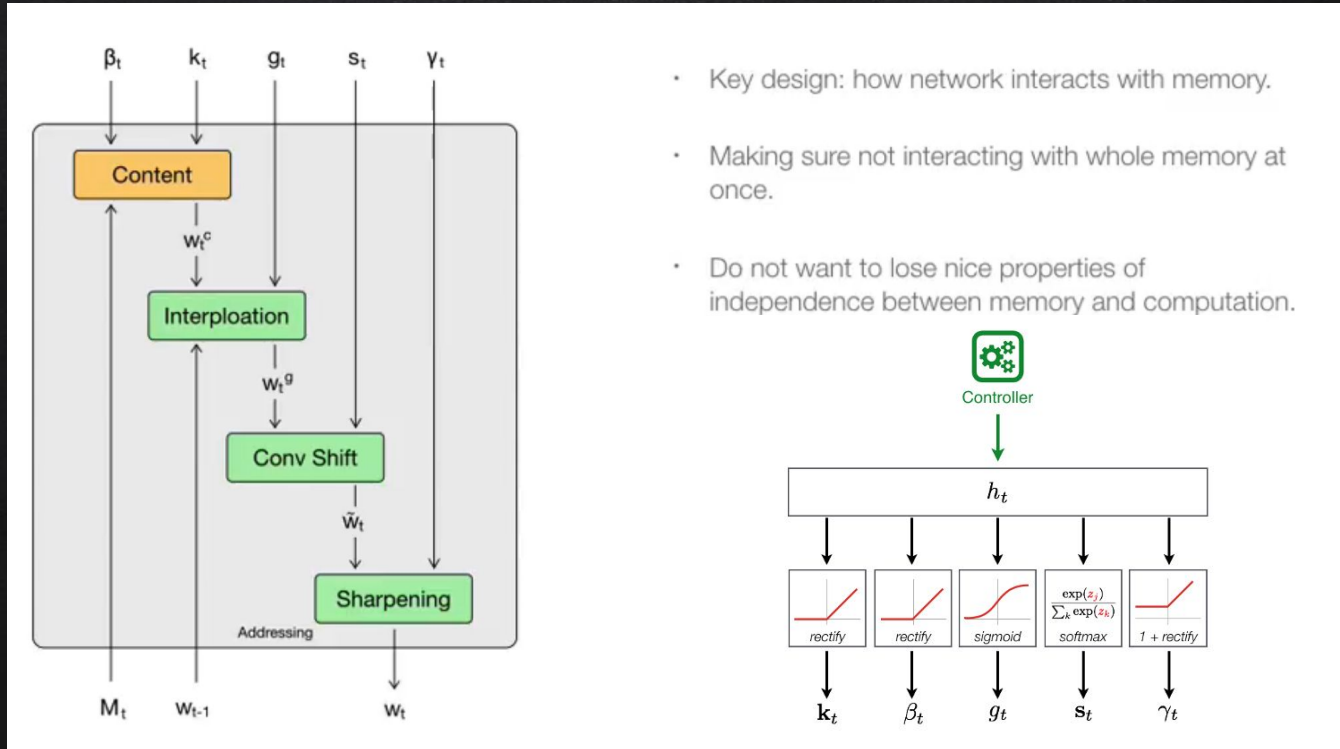 βₜ kₜ gₜ sₜ γₜ
Content
wₜᶜ
Interploation
wₜᵍ
Conv Shift
w̃ₜ
Sharpening
Addressing
Mₜ wₜ₋₁ wₜ
· Key design: how network interacts with memory.
· Making sure not interacting with whole memory at
once.
· Do not want to lose nice properties of
independence between memory and computation.
Controller
hₜ
exp(zⱼ)
∑ₖ exp(zₖ)
rectify rectify sigmoid softmax 1 + rectify
kₜ βₜ gₜ sₜ γₜ